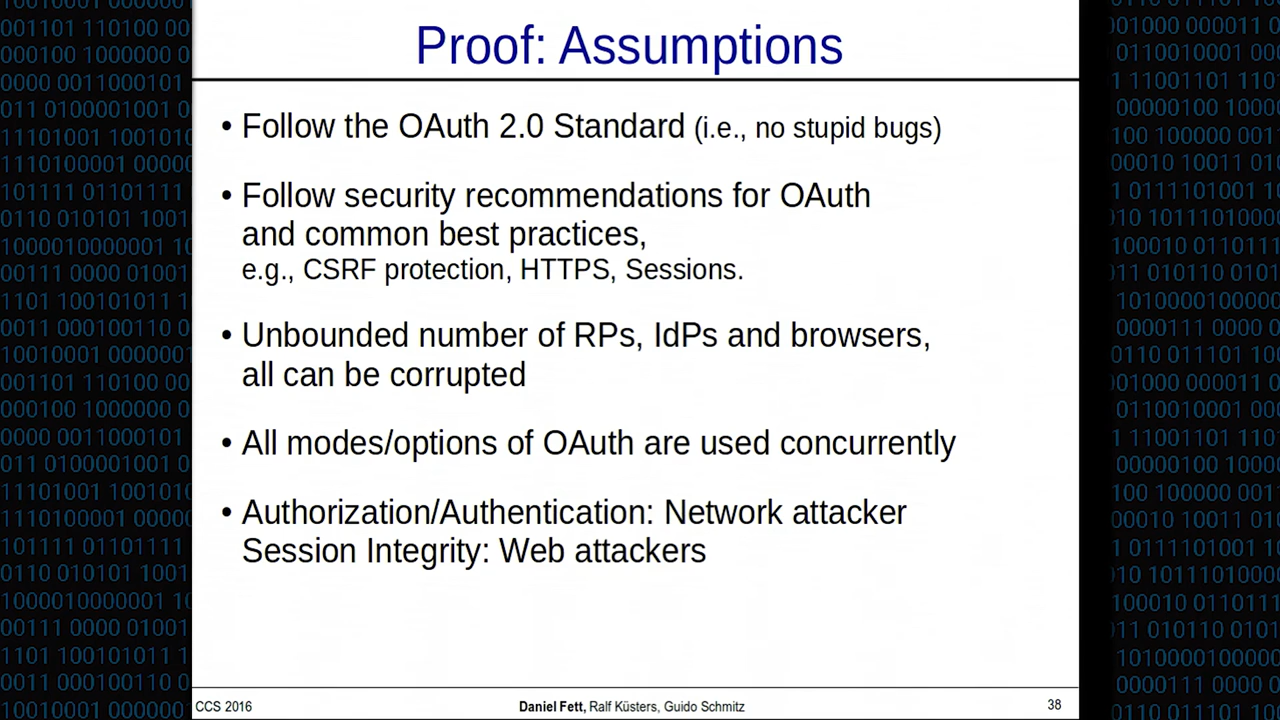 Proof: Assumptions
• Follow the OAuth 2.0 Standard (i.e., no stupid bugs)
• Follow security recommendations for OAuth
and common best practices,
e.g., CSRF protection, HTTPS, Sessions.
• Unbounded number of RPs, IdPs and browsers,
all can be corrupted
• All modes/options of OAuth are used concurrently
• Authorization/Authentication: Network attacker
Session Integrity: Web attackers
CCS 2016
Daniel Fett, Ralf Küsters, Guido Schmitz
38